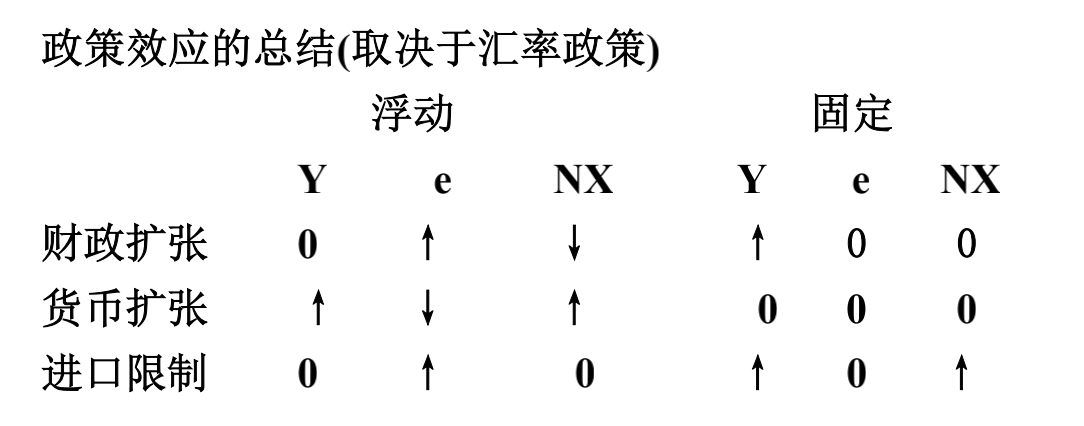 政策效应的总结(取决于汇率政策)
浮动 固定
Y e NX Y e NX
财政扩张 0 ↑ ↓ ↑ 0 0
货币扩张 ↑ ↓ ↑ 0 0 0
进口限制 0 ↑ 0 ↑ 0 ↑